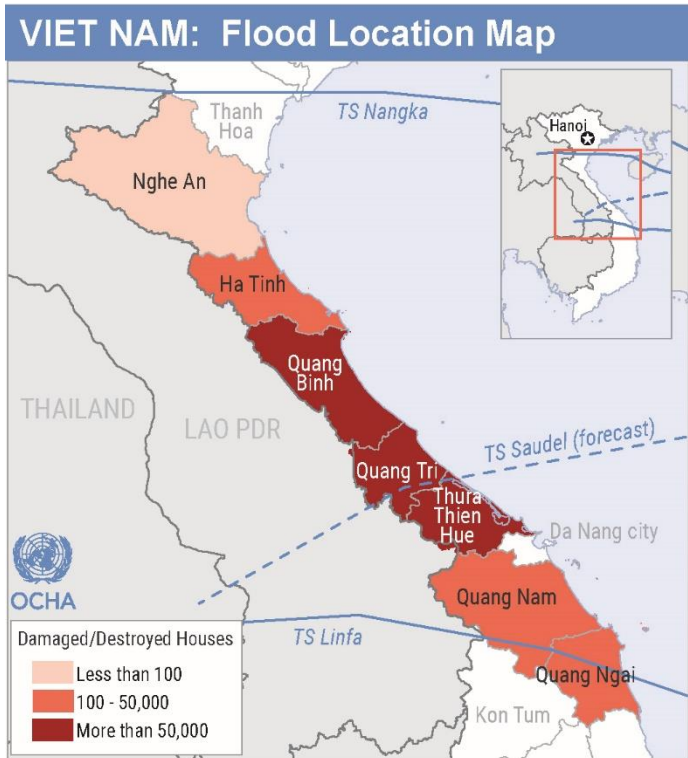 VIET NAM: Flood Location Map
Thanh
Hoa
TS Nangka
Hanoi
Nghe An
Ha Tinh
Quang
Binh
THAILAND
LAO PDR
TS Saudel (forecast)
Quang Tri
Thura
Thien
Hue
Da Nang city
OCHA
Quang Nam
TS Linfa
Quang Ngai
Kon Tum
Damaged/Destroyed Houses
Less than 100
100 - 50,000
More than 50,000